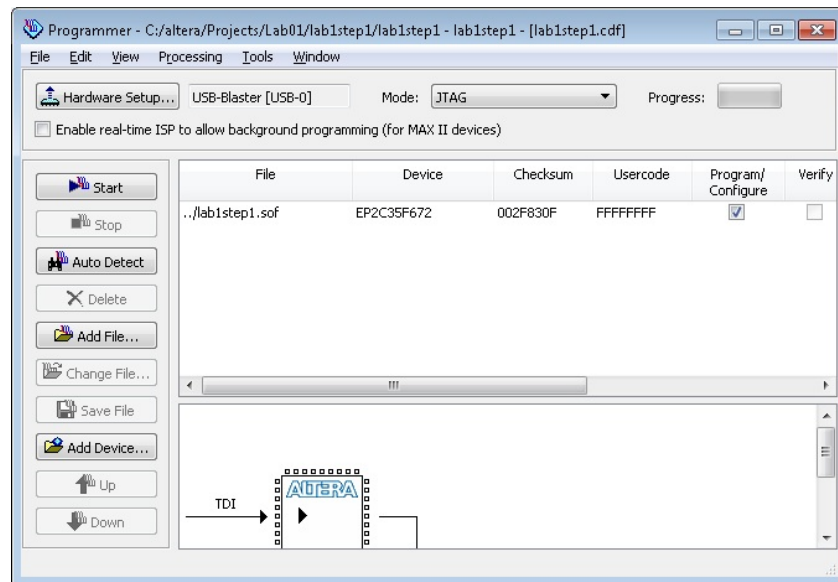 Programmer - C:/altera/Projects/Lab01/lab1step1/lab1step1 - lab1step1 - [lab1step1.cdf]
File Edit View Processing Tools Window
Hardware Setup... USB-Blaster [USB-0] Mode: JTAG Progress:
Enable real-time ISP to allow background programming (for MAX II devices)
Start
Stop
Auto Detect
Delete
Add File...
Change File...
Save File
Add Device...
Up
Down
File Device Checksum Usercode Program/ Verify
Configure
../lab1step1.sof EP2C35F672 002F830F FFFFFFFF
ALTERA
TDI